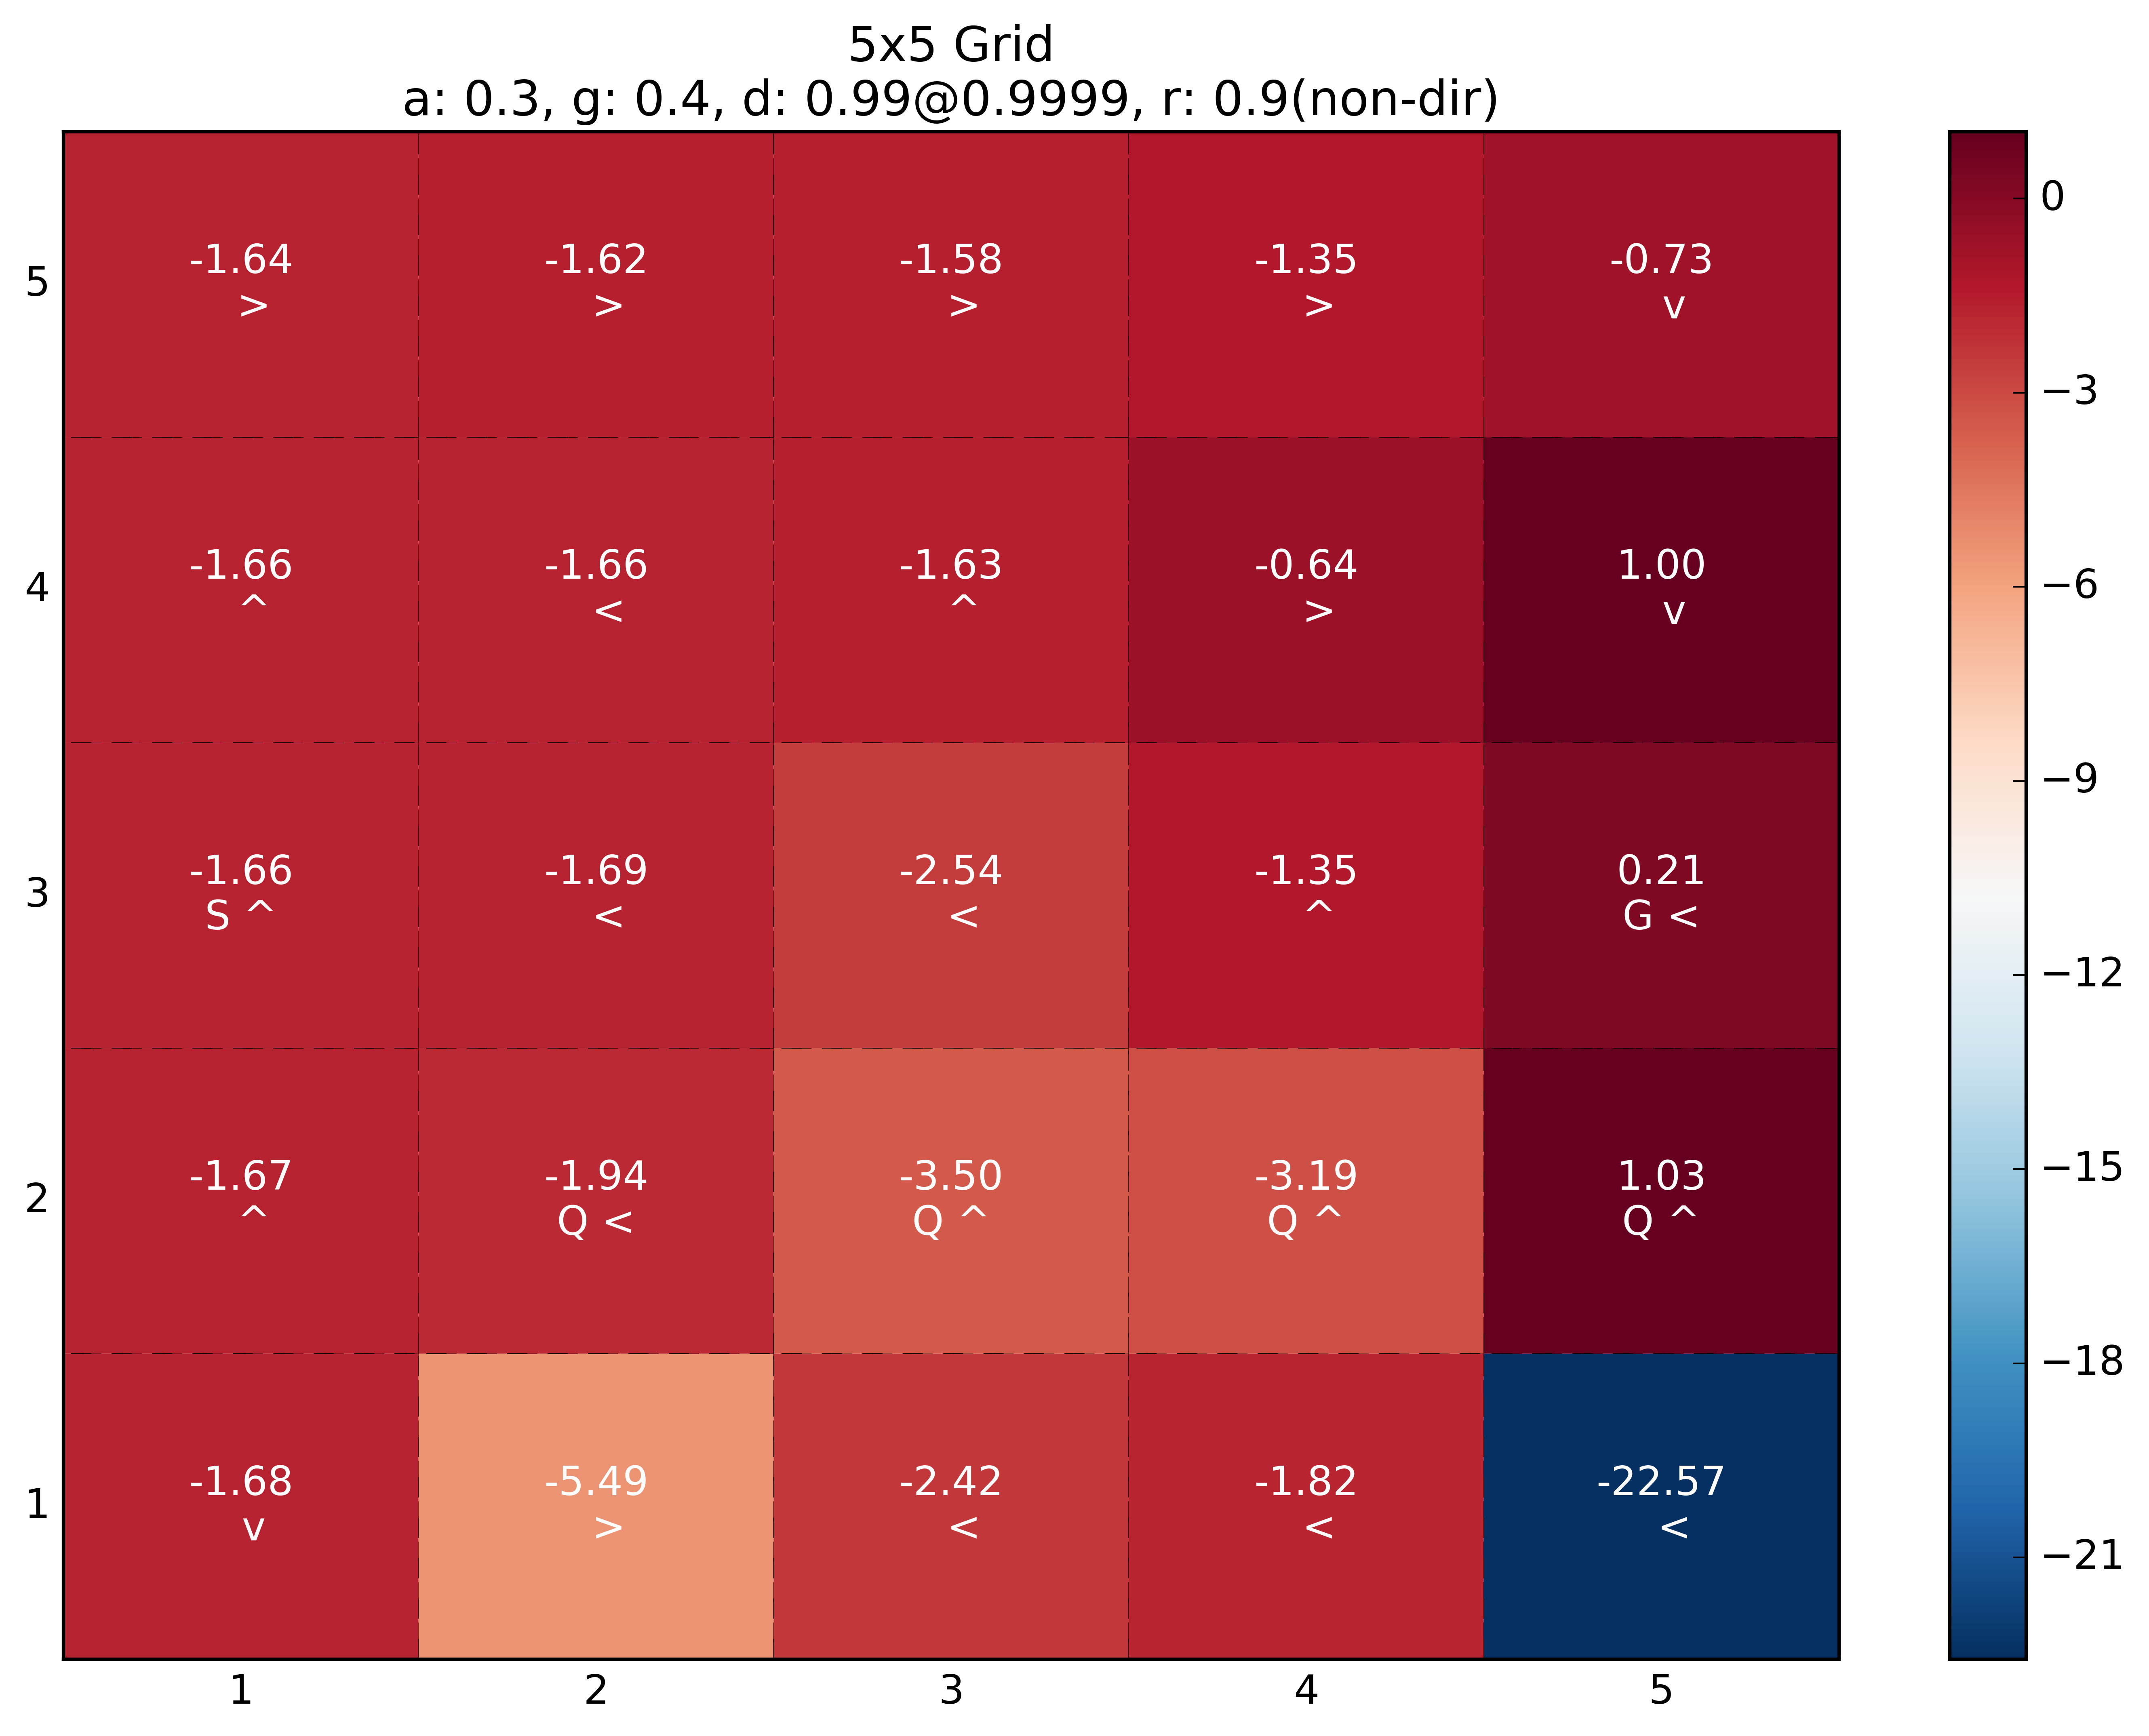 5x5 Grid
a: 0.3, g: 0.4, d: 0.99@0.9999, r: 0.9(non-dir)
5
-1.64 -1.62 -1.58 -1.35 -0.73
> > > > v
4
-1.66 -1.66 -1.63 -0.64 1.00
^ < ^ > v
3
-1.66 -1.69 -2.54 -1.35 0.21
S ^ < < ^ G <
2
-1.67 -1.94 -3.50 -3.19 1.03
^ Q < Q ^ Q ^ Q ^
1
-1.68 -5.49 -2.42 -1.82 -22.57
v > < < <
1 2 3 4 5
0
−3
−6
−9
−12
−15
−18
−21